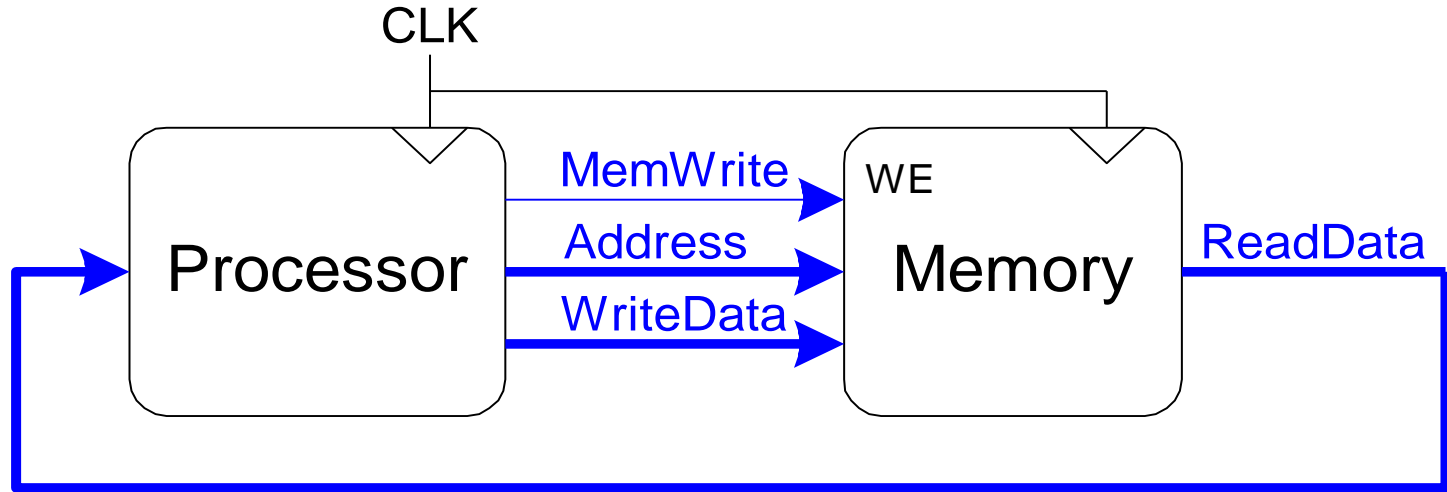 CLK
MemWrite
WE
Address
Processor
Memory
ReadData
WriteData